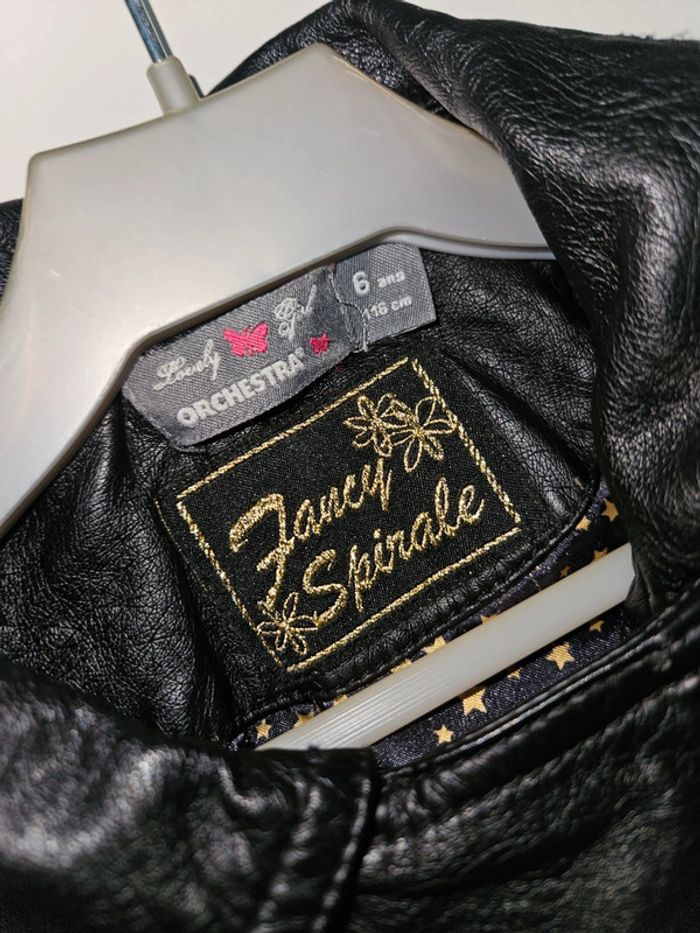 Lovely Girl
ORCHESTRA®
6 ans
116 cm
Fancy
Spirale